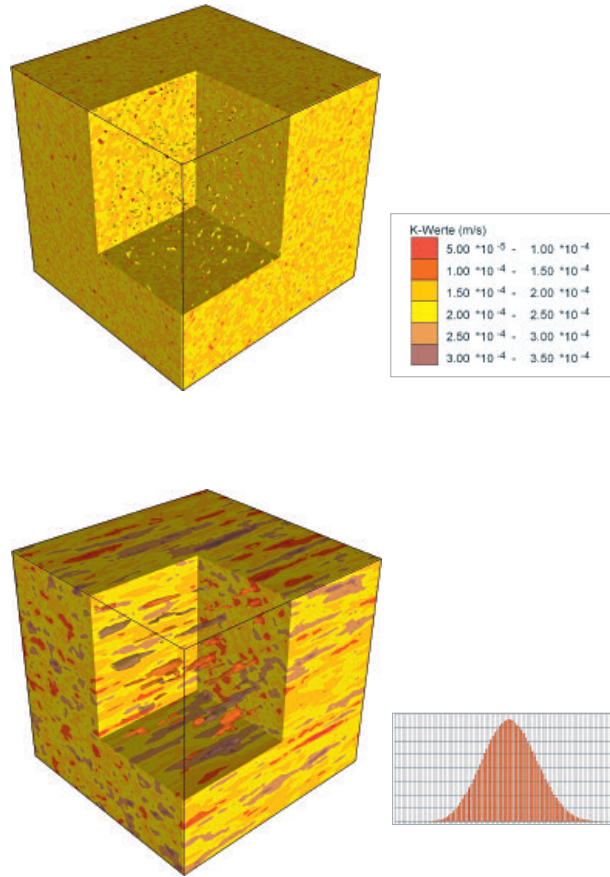 K-Werte (m/s)
5.00 *10⁻⁵ - 1.00 *10⁻⁴
1.00 *10⁻⁴ - 1.50 *10⁻⁴
1.50 *10⁻⁴ - 2.00 *10⁻⁴
2.00 *10⁻⁴ - 2.50 *10⁻⁴
2.50 *10⁻⁴ - 3.00 *10⁻⁴
3.00 *10⁻⁴ - 3.50 *10⁻⁴